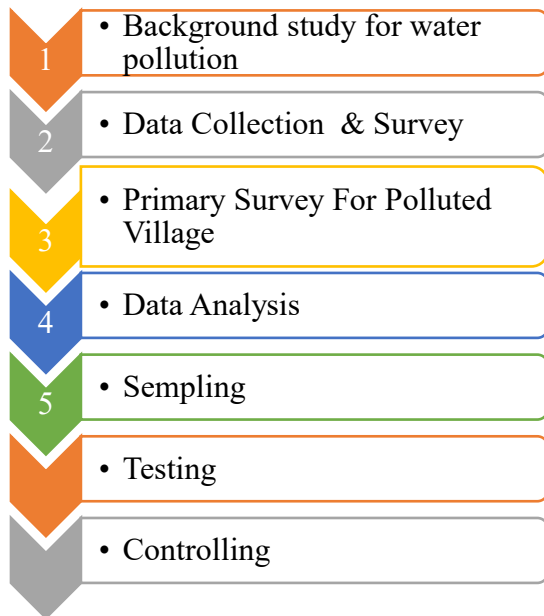 1
• Background study for water
pollution
2
• Data Collection & Survey
3
• Primary Survey For Polluted
Village
4
• Data Analysis
5
• Sempling
• Testing
• Controlling